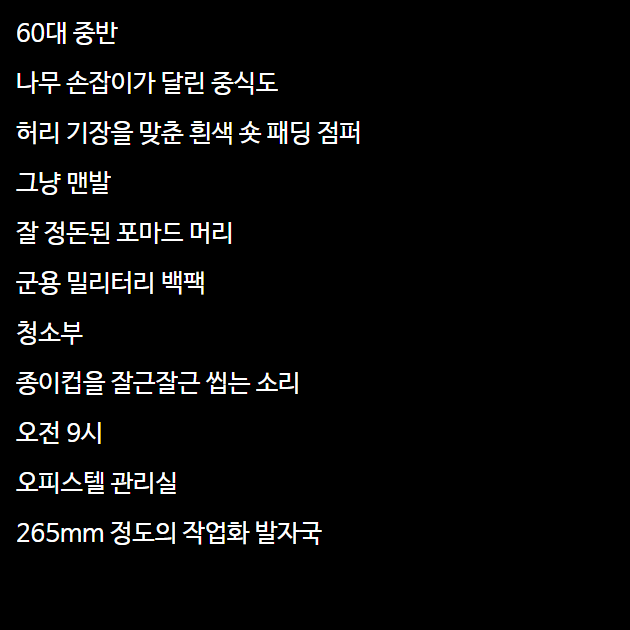 60대 중반
나무 손잡이가 달린 중식도
허리 기장을 맞춘 흰색 숏 패딩 점퍼
그냥 맨발
잘 정돈된 포마드 머리
군용 밀리터리 백팩
청소부
종이컵을 잘근잘근 씹는 소리
오전 9시
오피스텔 관리실
265mm 정도의 작업화 발자국